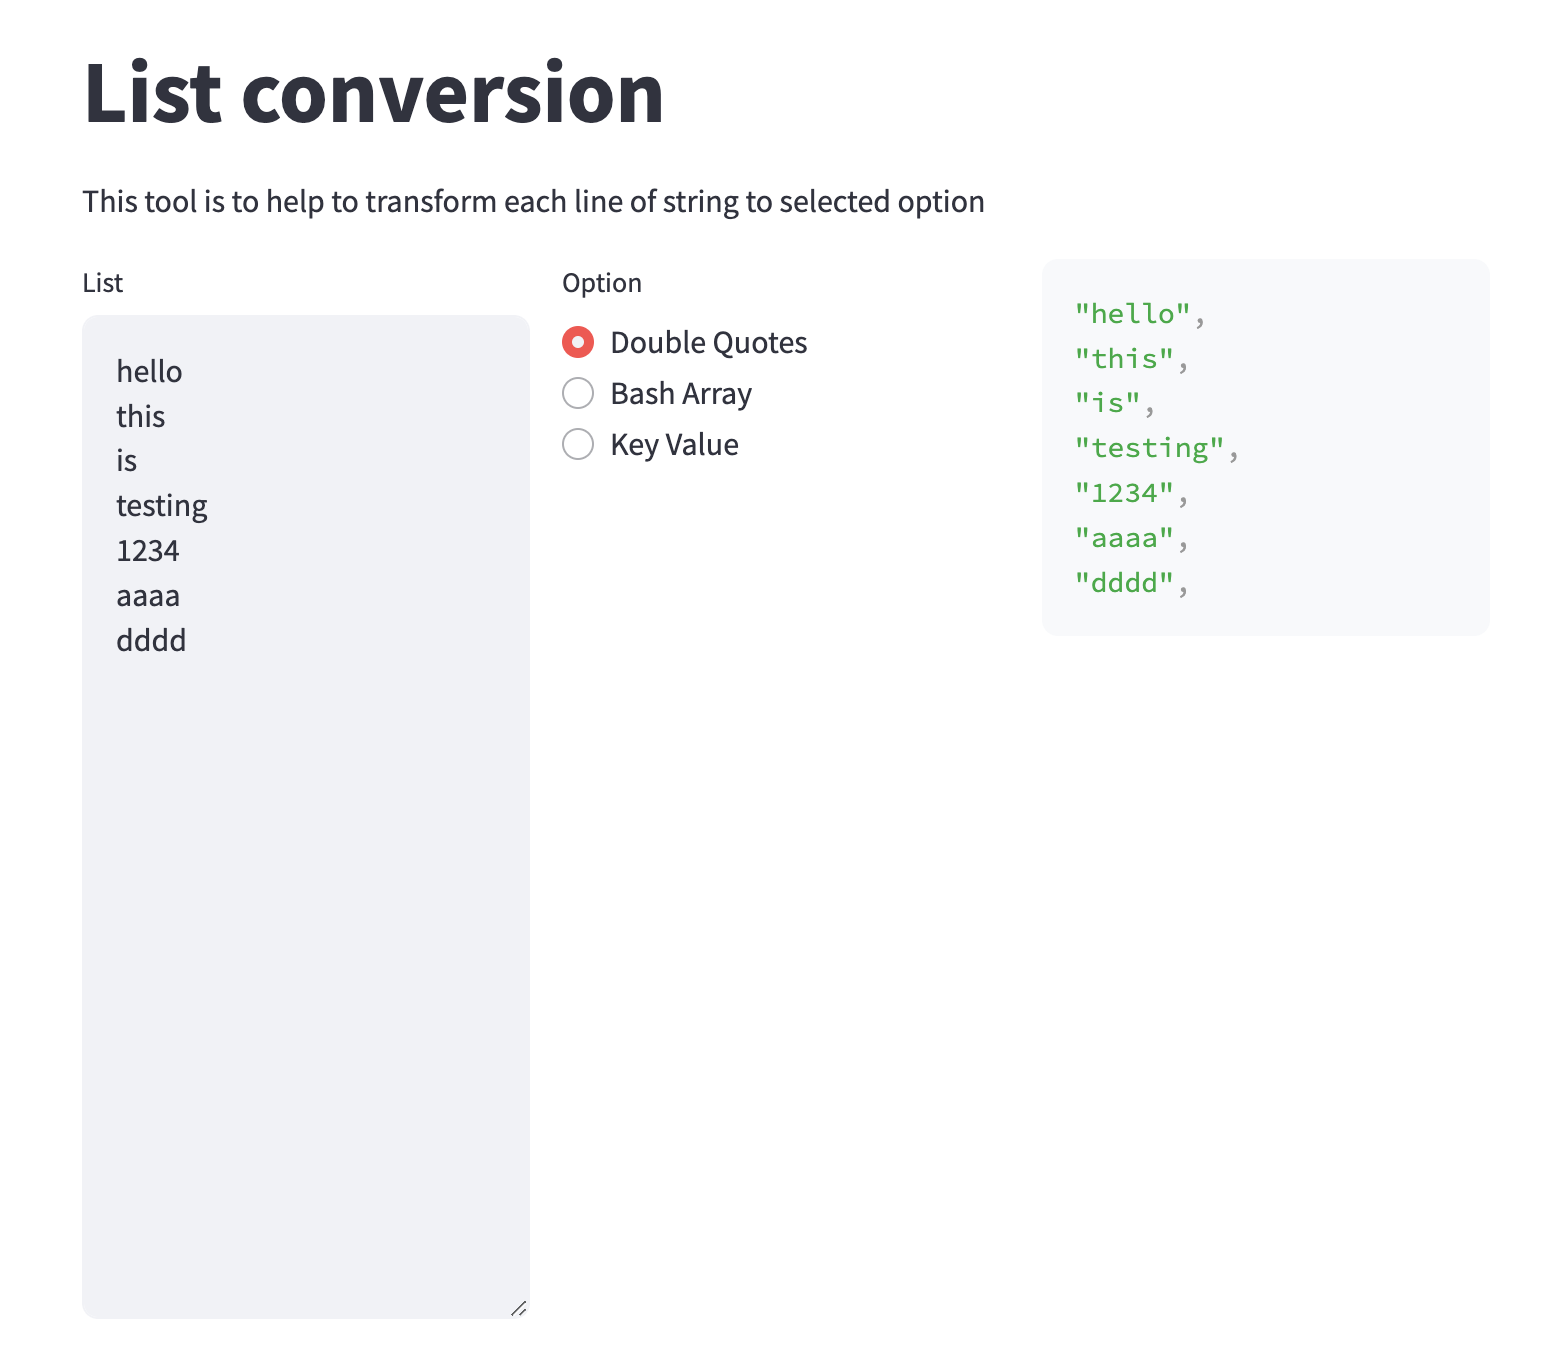 List conversion
This tool is to help to transform each line of string to selected option
List
hello
this
is
testing
1234
aaaa
dddd
Option
Double Quotes
Bash Array
Key Value
"hello",
"this",
"is",
"testing",
"1234",
"aaaa",
"dddd",